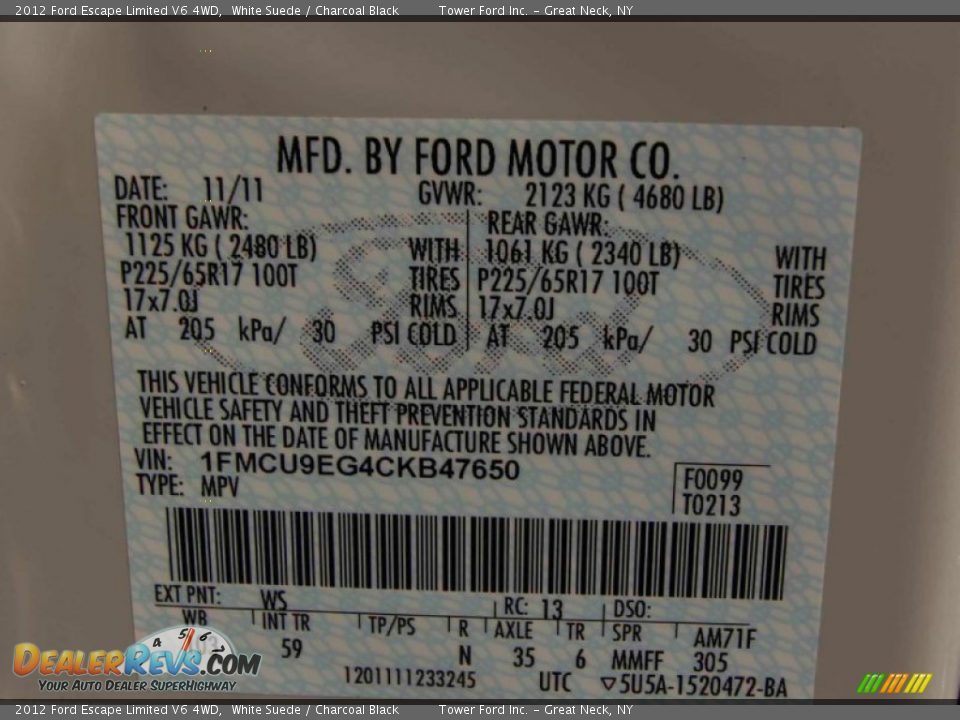 2012 Ford Escape Limited V6 4WD, White Suede / Charcoal Black Tower Ford Inc. - Great Neck, NY
MFD. BY FORD MOTOR CO.
DATE: 11/11 GVWR: 2123 KG ( 4680 LB)
FRONT GAWR: REAR GAWR:
1125 KG ( 2480 LB) WITH 1061 KG ( 2340 LB) WITH
P225/65R17 100T TIRES P225/65R17 100T TIRES
17x7.0J RIMS 17x7.0J RIMS
AT 205 kPa/ 30 PSI COLD AT 205 kPa/ 30 PSI COLD
THIS VEHICLE CONFORMS TO ALL APPLICABLE FEDERAL MOTOR
VEHICLE SAFETY AND THEFT PREVENTION STANDARDS IN
EFFECT ON THE DATE OF MANUFACTURE SHOWN ABOVE.
VIN: 1FMCU9EG4CKB47650
TYPE: MPV
F0099
T0213
EXT PNT: WS RC: 13 DSO:
WB INT TR TP/PS R AXLE TR SPR AM71F
59 N 35 6 MMFF 305
1201111233245 UTC ▽5U5A-1520472-BA
Ford
4 5 6
DEALERREVS.COM
YOUR AUTO DEALER SUPERHIGHWAY
2012 Ford Escape Limited V6 4WD, White Suede / Charcoal Black Tower Ford Inc. - Great Neck, NY